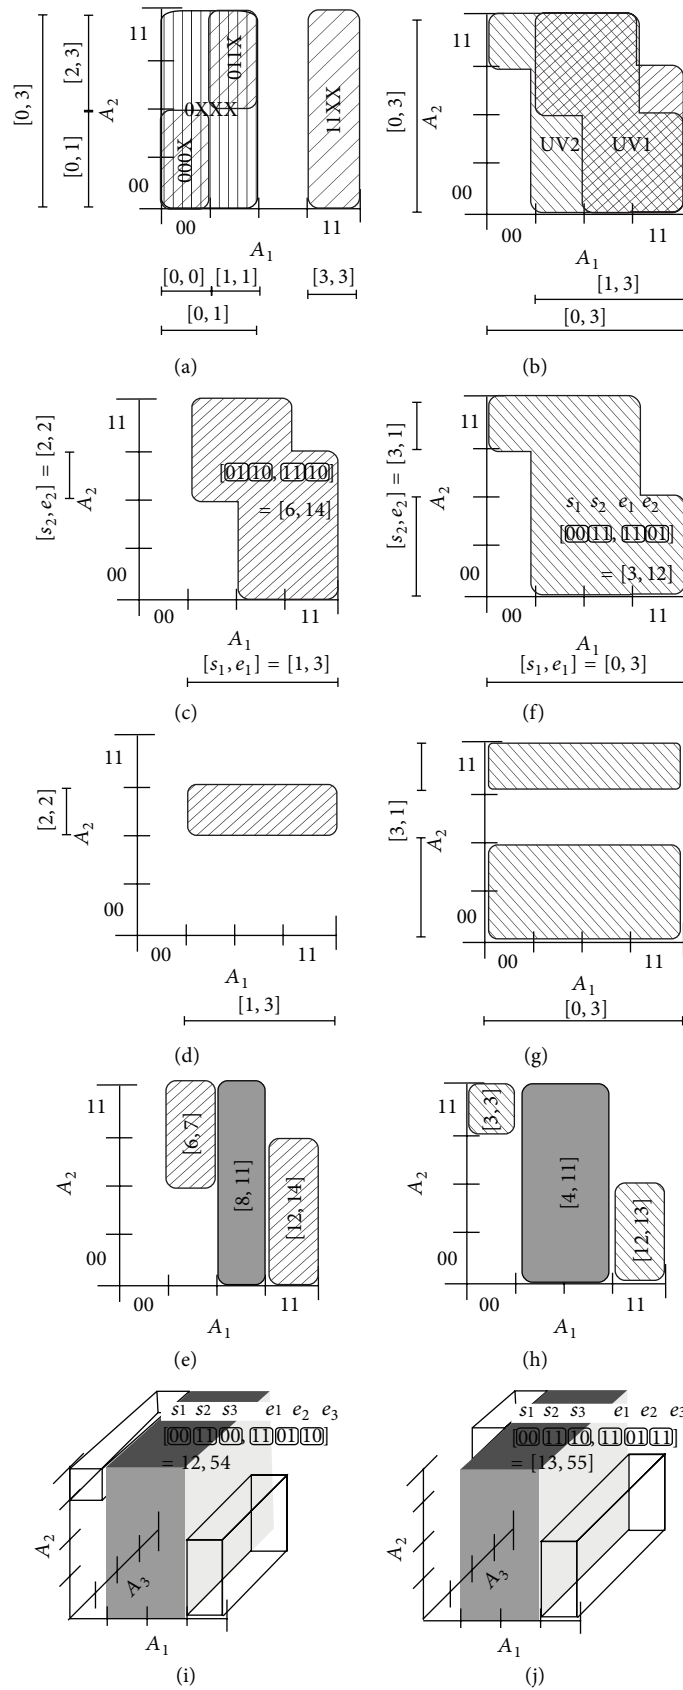 11
[0, 3]
[2, 3]
[0, 1]
A2
011X
0XXX
000X
11XX
00
00
11
A1
[0, 0]
[1, 1]
[3, 3]
[0, 1]
(a)
11
[0, 3]
A2
UV2
UV1
00
00
11
A1
[1, 3]
[0, 3]
(b)
11
[s2, e2] = [2, 2]
A2
[01 10, 11 10]
= [6, 14]
00
00
11
A1
[s1, e1] = [1, 3]
(c)
11
[s2, e2] = [3, 1]
A2
s1 s2 e1 e2
[00 11, 11 01]
= [3, 12]
00
00
11
A1
[s1, e1] = [0, 3]
(f)
11
[2, 2]
A2
00
00
11
A1
[1, 3]
(d)
11
[3, 1]
A2
00
00
11
A1
[0, 3]
(g)
11
A2
[6, 7]
[8, 11]
[12, 14]
00
00
11
A1
(e)
11
A2
[3, 3]
[4, 11]
[12, 13]
00
00
11
A1
(h)
s1 s2 s3 e1 e2 e3
[00 11 00, 11 01 10]
= 12, 54
A2
A3
A1
(i)
s1 s2 s3 e1 e2 e3
[00 11 10, 11 01 11]
= [13, 55]
A2
A3
A1
(j)